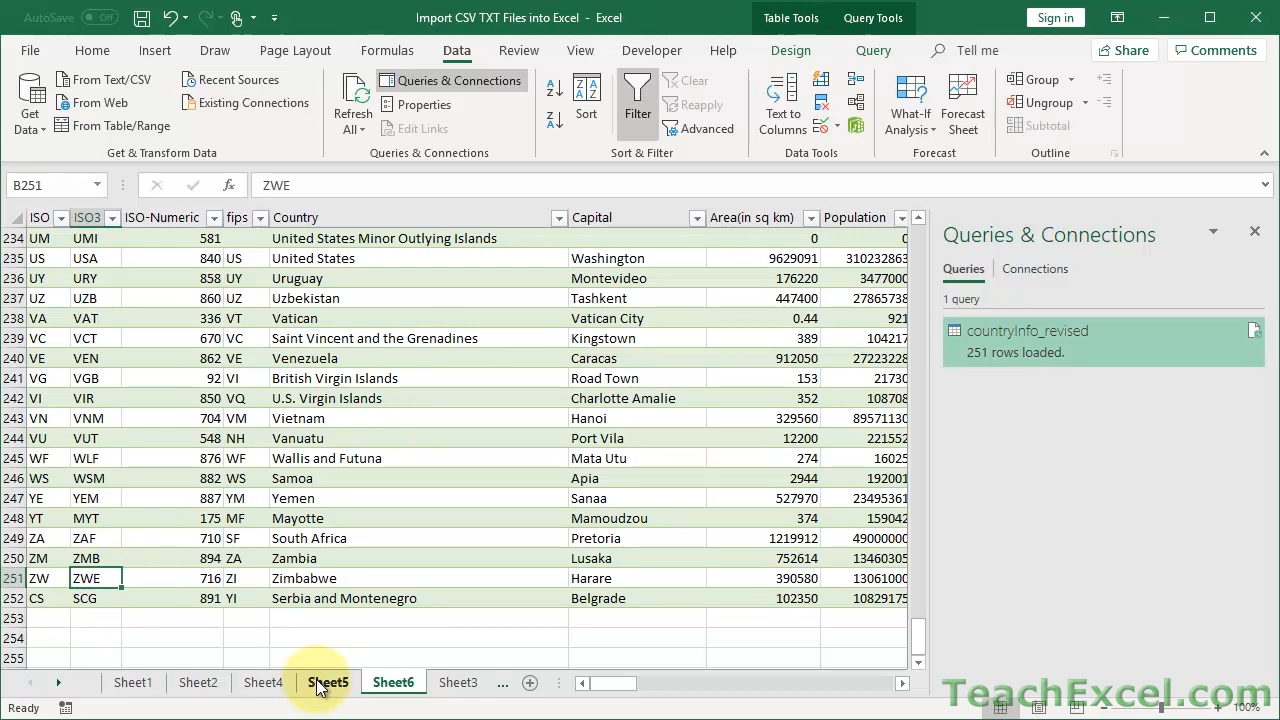 AutoSave Off Import CSV TXT Files into Excel - Excel Table Tools Query Tools Sign in
File Home Insert Draw Page Layout Formulas Data Review View Developer Help Design Query Tell me Share Comments
Get Data From Text/CSV From Web From Table/Range Recent Sources Existing Connections
Refresh All Queries & Connections Properties Edit Links
Sort Filter Clear Reapply Advanced
Text to Columns What-If Analysis Forecast Sheet Group Ungroup Subtotal
Get & Transform Data Queries & Connections Sort & Filter Data Tools Forecast Outline
B251 fx ZWE
ISO ISO3 ISO-Numeric fips Country Capital Area(in sq km) Population
234 UM UMI 581 United States Minor Outlying Islands 0 0
235 US USA 840 US United States Washington 9629091 310232863
236 UY URY 858 UY Uruguay Montevideo 176220 3477000
237 UZ UZB 860 UZ Uzbekistan Tashkent 447400 27865738
238 VA VAT 336 VT Vatican Vatican City 0.44 921
239 VC VCT 670 VC Saint Vincent and the Grenadines Kingstown 389 104217
240 VE VEN 862 VE Venezuela Caracas 912050 27223228
241 VG VGB 92 VI British Virgin Islands Road Town 153 21730
242 VI VIR 850 VQ U.S. Virgin Islands Charlotte Amalie 352 108708
243 VN VNM 704 VM Vietnam Hanoi 329560 89571130
244 VU VUT 548 NH Vanuatu Port Vila 12200 221552
245 WF WLF 876 WF Wallis and Futuna Mata Utu 274 16025
246 WS WSM 882 WS Samoa Apia 2944 192001
247 YE YEM 887 YM Yemen Sanaa 527970 23495361
248 YT MYT 175 MF Mayotte Mamoudzou 374 159042
249 ZA ZAF 710 SF South Africa Pretoria 1219912 49000000
250 ZM ZMB 894 ZA Zambia Lusaka 752614 13460305
251 ZW ZWE 716 ZI Zimbabwe Harare 390580 13061000
252 CS SCG 891 YI Serbia and Montenegro Belgrade 102350 10829175
253
254
255
Queries & Connections
Queries Connections
1 query
countryInfo_revised
251 rows loaded.
Sheet1 Sheet2 Sheet4 Sheet5 Sheet6 Sheet3 ...
TeachExcel.com
Ready 100%